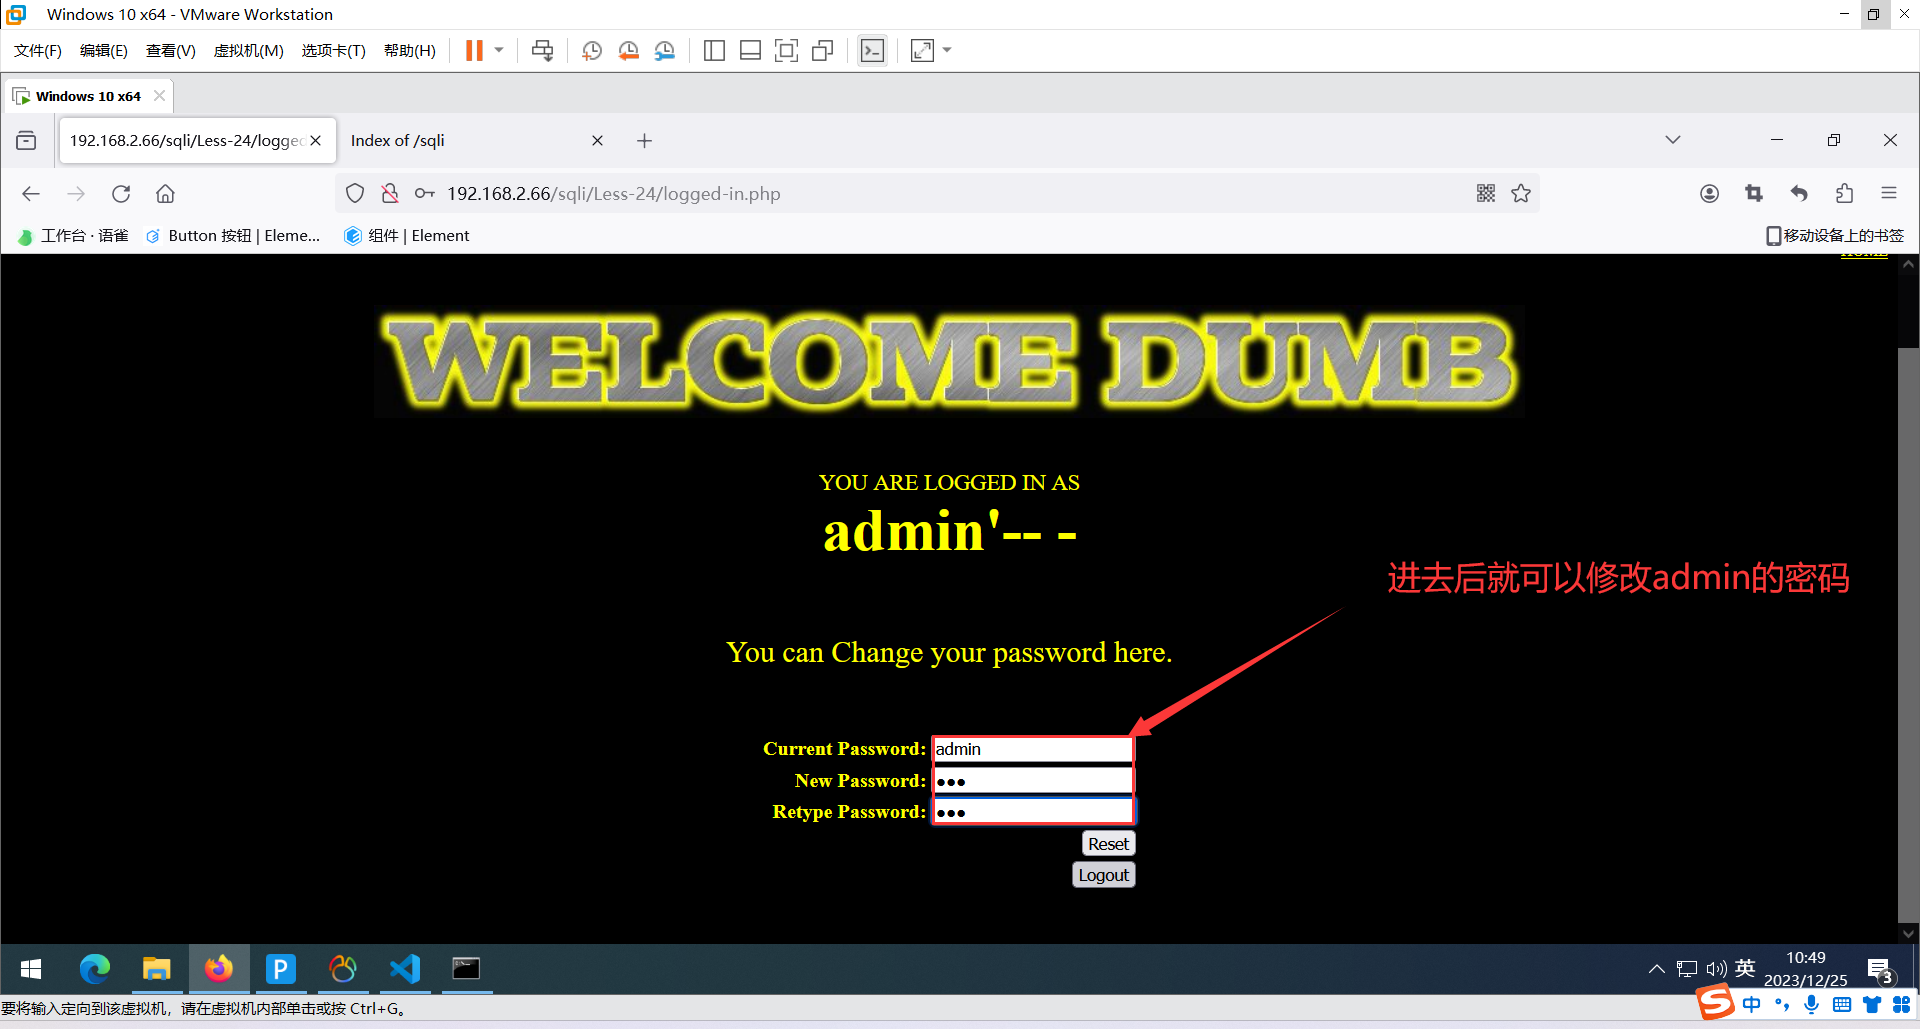 Windows 10 x64 - VMware Workstation
文件(F) 编辑(E) 查看(V) 虚拟机(M) 选项卡(T) 帮助(H)
Windows 10 x64
192.168.2.66/sqli/Less-24/logged Index of /sqli
192.168.2.66/sqli/Less-24/logged-in.php
工作台 · 语雀 Button 按钮 | Eleme... 组件 | Element 移动设备上的书签
HOME
WELCOME DUMB
YOU ARE LOGGED IN AS
admin'-- -
进去后就可以修改admin的密码
You can Change your password here.
Current Password: admin
New Password: ●●●
Retype Password: ●●●
Reset
Logout
英 10:49
2023/12/25 3
要将输入定向到该虚拟机，请在虚拟机内部单击或按 Ctrl+G。 中